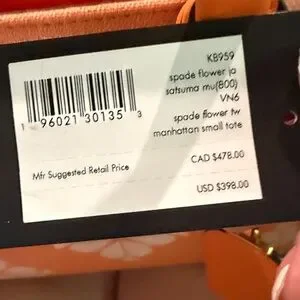 KB959
spade flower ja
satsuma mu(800)
VN6
spade flower tw
manhattan small tote
1 96021 30135 3
CAD $478.00
Mfr Suggested Retail Price
USD $398.00